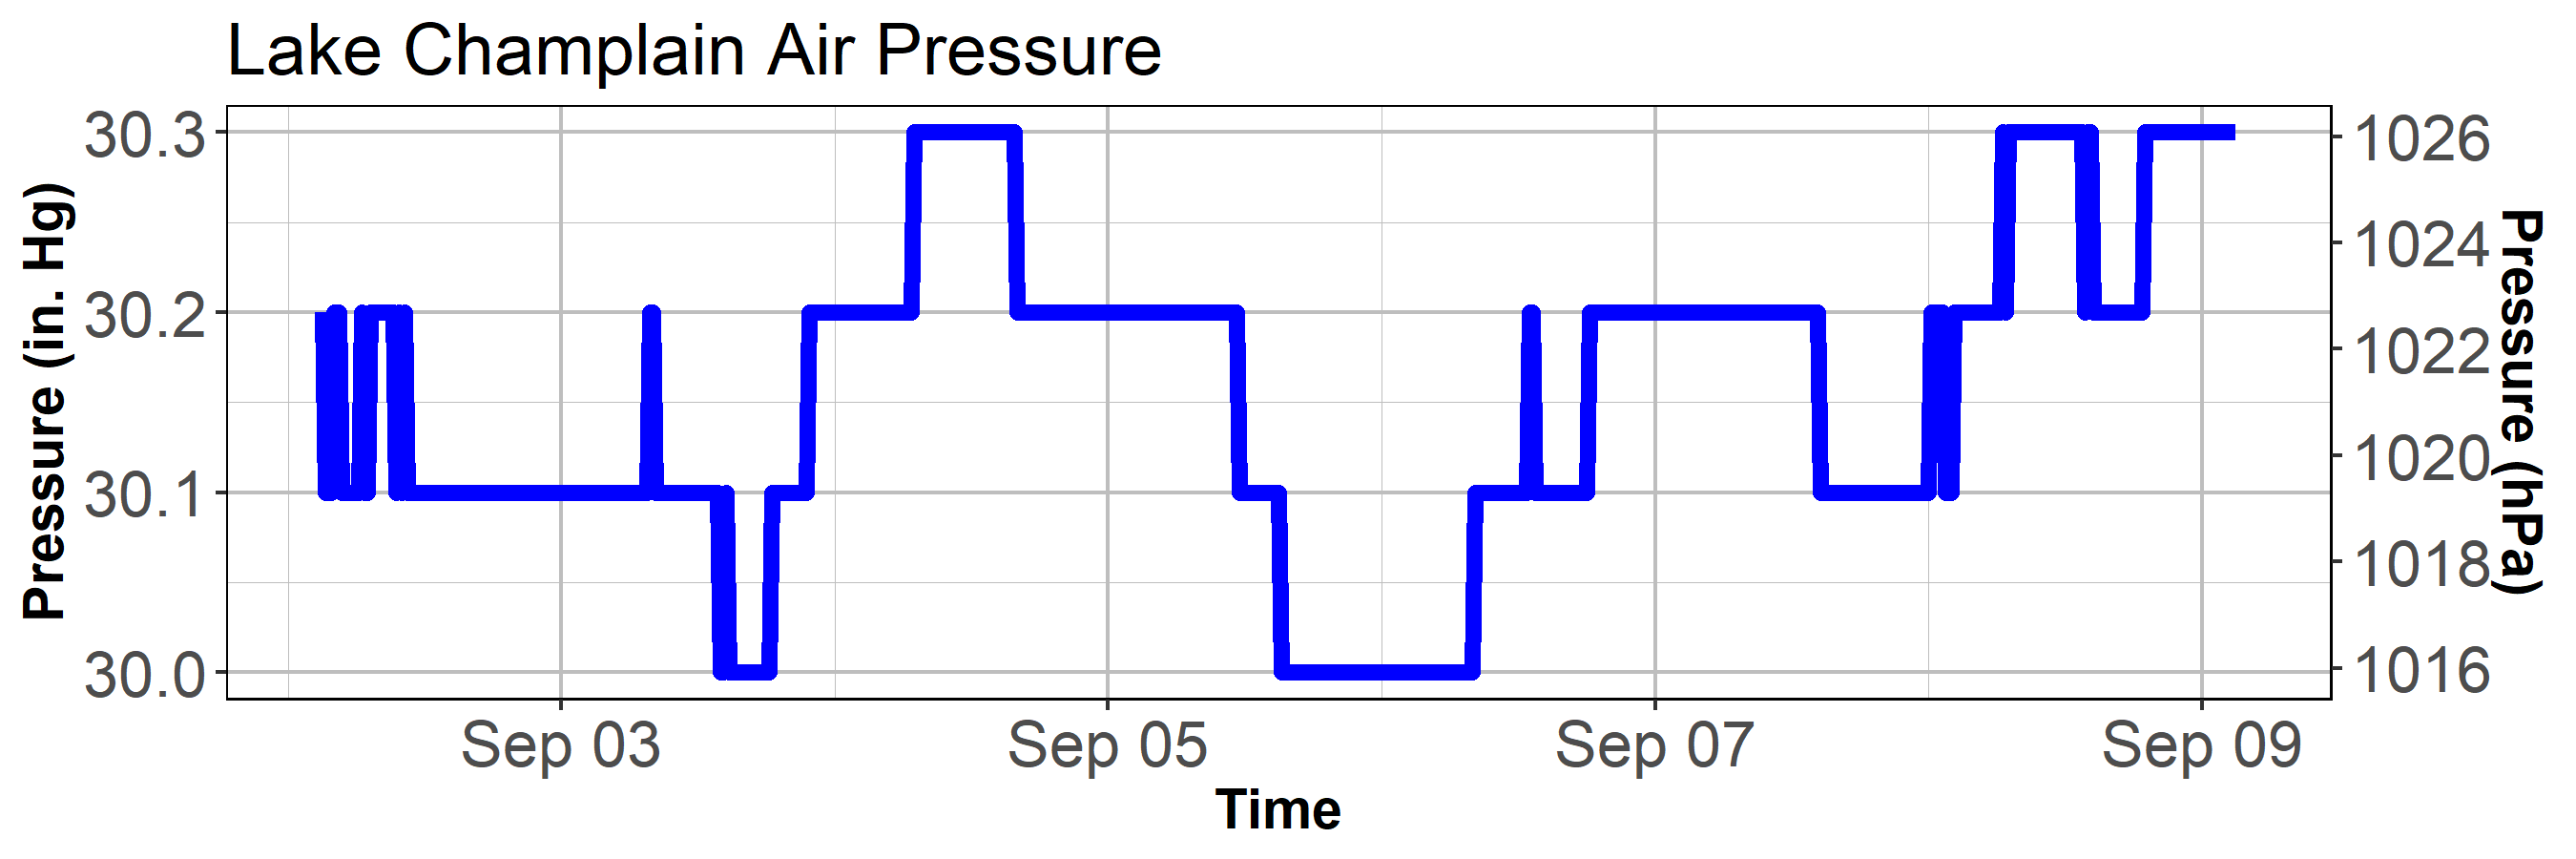 Lake Champlain Air Pressure
Pressure (in. Hg)
30.3
30.2
30.1
30.0
1026
1024
1022
1020
1018
1016
Pressure (hPa)
Sep 03
Sep 05
Sep 07
Sep 09
Time